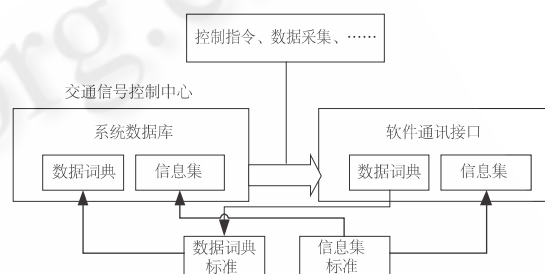 控制指令、数据采集、……
交通信号控制中心
系统数据库
软件通讯接口
数据词典
信息集
数据词典
信息集
数据词典
标准
信息集
标准
org.cn